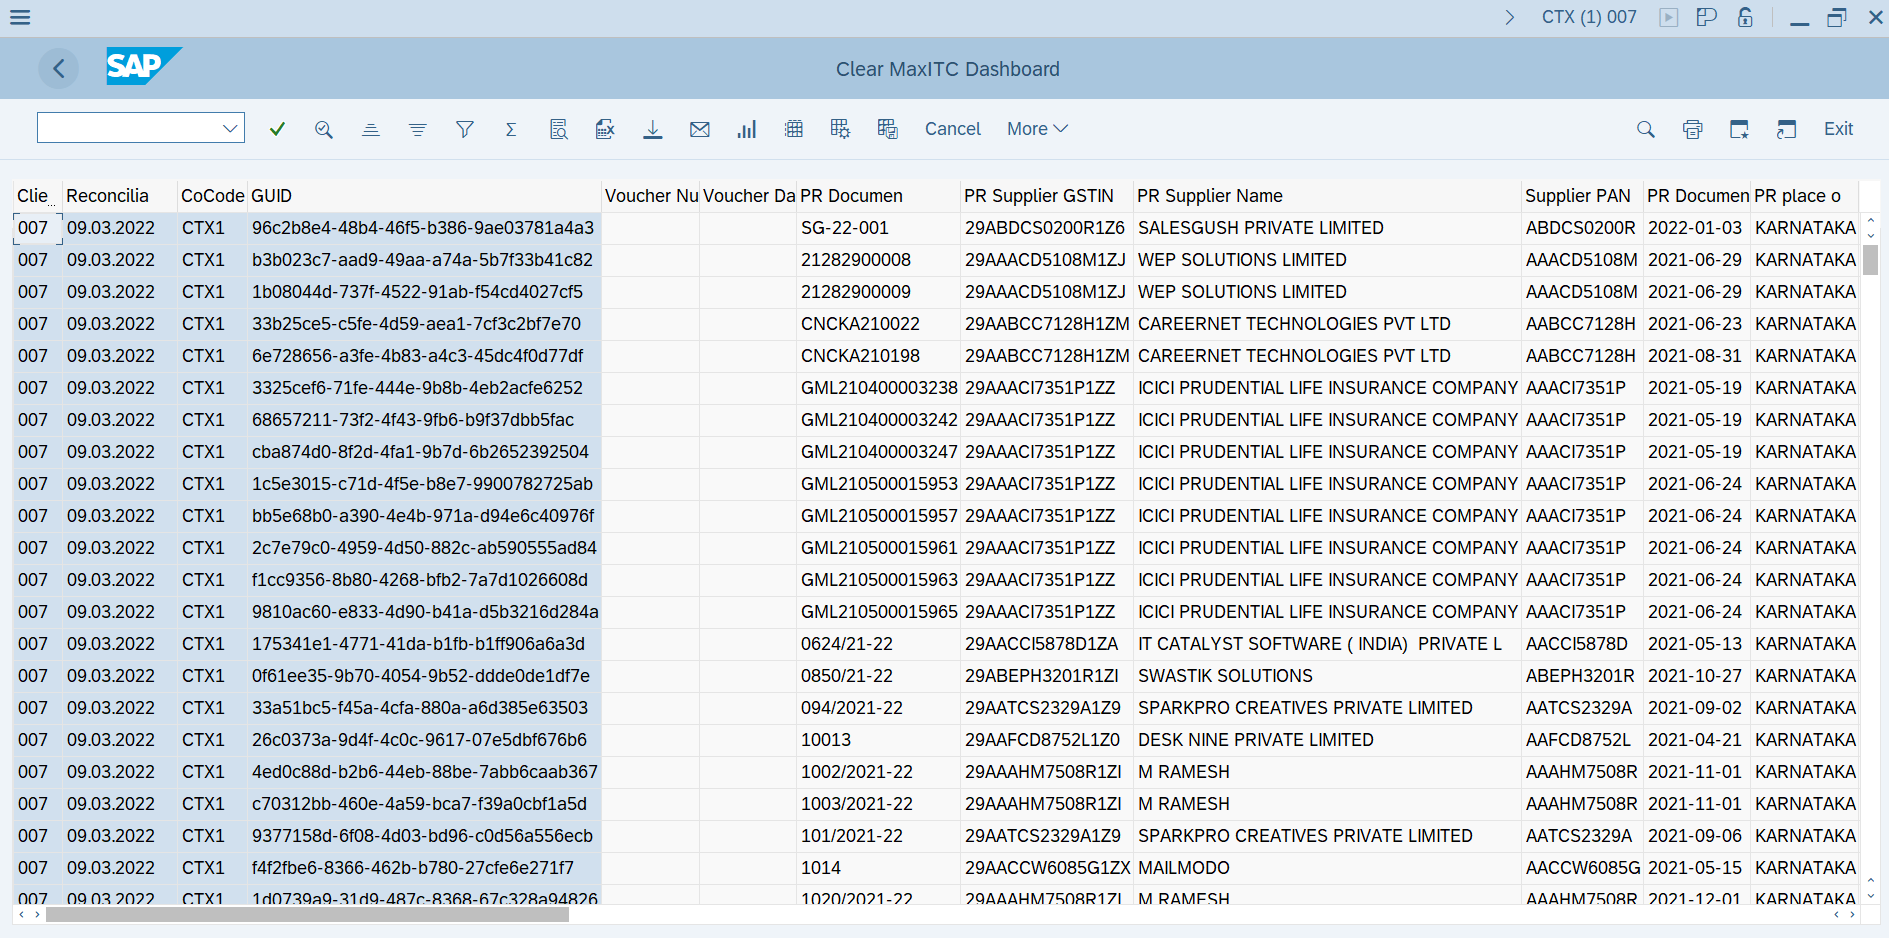 CTX (1) 007
SAP
Clear MaxITC Dashboard
Cancel More Exit
Clie... Reconcilia CoCode GUID Voucher Nu Voucher Da PR Documen PR Supplier GSTIN PR Supplier Name Supplier PAN PR Documen PR place o
007 09.03.2022 CTX1 96c2b8e4-48b4-46f5-b386-9ae03781a4a3 SG-22-001 29ABDCS0200R1Z6 SALESGUSH PRIVATE LIMITED ABDCS0200R 2022-01-03 KARNATAKA
007 09.03.2022 CTX1 b3b023c7-aad9-49aa-a74a-5b7f33b41c82 21282900008 29AAACD5108M1ZJ WEP SOLUTIONS LIMITED AAACD5108M 2021-06-29 KARNATAKA
007 09.03.2022 CTX1 1b08044d-737f-4522-91ab-f54cd4027cf5 21282900009 29AAACD5108M1ZJ WEP SOLUTIONS LIMITED AAACD5108M 2021-06-29 KARNATAKA
007 09.03.2022 CTX1 33b25ce5-c5fe-4d59-aea1-7cf3c2bf7e70 CNCKA210022 29AABCC7128H1ZM CAREERNET TECHNOLOGIES PVT LTD AABCC7128H 2021-06-23 KARNATAKA
007 09.03.2022 CTX1 6e728656-a3fe-4b83-a4c3-45dc4f0d77df CNCKA210198 29AABCC7128H1ZM CAREERNET TECHNOLOGIES PVT LTD AABCC7128H 2021-08-31 KARNATAKA
007 09.03.2022 CTX1 3325cef6-71fe-444e-9b8b-4eb2acfe6252 GML210400003238 29AAACI7351P1ZZ ICICI PRUDENTIAL LIFE INSURANCE COMPANY AAACI7351P 2021-05-19 KARNATAKA
007 09.03.2022 CTX1 68657211-73f2-4f43-9fb6-b9f37dbb5fac GML210400003242 29AAACI7351P1ZZ ICICI PRUDENTIAL LIFE INSURANCE COMPANY AAACI7351P 2021-05-19 KARNATAKA
007 09.03.2022 CTX1 cba874d0-8f2d-4fa1-9b7d-6b2652392504 GML210400003247 29AAACI7351P1ZZ ICICI PRUDENTIAL LIFE INSURANCE COMPANY AAACI7351P 2021-05-19 KARNATAKA
007 09.03.2022 CTX1 1c5e3015-c71d-4f5e-b8e7-9900782725ab GML210500015953 29AAACI7351P1ZZ ICICI PRUDENTIAL LIFE INSURANCE COMPANY AAACI7351P 2021-06-24 KARNATAKA
007 09.03.2022 CTX1 bb5e68b0-a390-4e4b-971a-d94e6c40976f GML210500015957 29AAACI7351P1ZZ ICICI PRUDENTIAL LIFE INSURANCE COMPANY AAACI7351P 2021-06-24 KARNATAKA
007 09.03.2022 CTX1 2c7e79c0-4959-4d50-882c-ab590555ad84 GML210500015961 29AAACI7351P1ZZ ICICI PRUDENTIAL LIFE INSURANCE COMPANY AAACI7351P 2021-06-24 KARNATAKA
007 09.03.2022 CTX1 f1cc9356-8b80-4268-bfb2-7a7d1026608d GML210500015963 29AAACI7351P1ZZ ICICI PRUDENTIAL LIFE INSURANCE COMPANY AAACI7351P 2021-06-24 KARNATAKA
007 09.03.2022 CTX1 9810ac60-e833-4d90-b41a-d5b3216d284a GML210500015965 29AAACI7351P1ZZ ICICI PRUDENTIAL LIFE INSURANCE COMPANY AAACI7351P 2021-06-24 KARNATAKA
007 09.03.2022 CTX1 175341e1-4771-41da-b1fb-b1ff906a6a3d 0624/21-22 29AACCI5878D1ZA IT CATALYST SOFTWARE ( INDIA)  PRIVATE L AACCI5878D 2021-05-13 KARNATAKA
007 09.03.2022 CTX1 0f61ee35-9b70-4054-9b52-ddde0de1df7e 0850/21-22 29ABEPH3201R1ZI SWASTIK SOLUTIONS ABEPH3201R 2021-10-27 KARNATAKA
007 09.03.2022 CTX1 33a51bc5-f45a-4cfa-880a-a6d385e63503 094/2021-22 29AATCS2329A1Z9 SPARKPRO CREATIVES PRIVATE LIMITED AATCS2329A 2021-09-02 KARNATAKA
007 09.03.2022 CTX1 26c0373a-9d4f-4c0c-9617-07e5dbf676b6 10013 29AAFCD8752L1Z0 DESK NINE PRIVATE LIMITED AAFCD8752L 2021-04-21 KARNATAKA
007 09.03.2022 CTX1 4ed0c88d-b2b6-44eb-88be-7abb6caab367 1002/2021-22 29AAAHM7508R1ZI M RAMESH AAAHM7508R 2021-11-01 KARNATAKA
007 09.03.2022 CTX1 c70312bb-460e-4a59-bca7-f39a0cbf1a5d 1003/2021-22 29AAAHM7508R1ZI M RAMESH AAAHM7508R 2021-11-01 KARNATAKA
007 09.03.2022 CTX1 9377158d-6f08-4d03-bd96-c0d56a556ecb 101/2021-22 29AATCS2329A1Z9 SPARKPRO CREATIVES PRIVATE LIMITED AATCS2329A 2021-09-06 KARNATAKA
007 09.03.2022 CTX1 f4f2fbe6-8366-462b-b780-27cfe6e271f7 1014 29AACCW6085G1ZX MAILMODO AACCW6085G 2021-05-15 KARNATAKA
007 09.03.2022 CTX1 1d0739a9-31d9-487c-8368-67c328a94826 1020/2021-22 29AAAHM7508R1ZI M RAMESH AAAHM7508R 2021-12-01 KARNATAKA